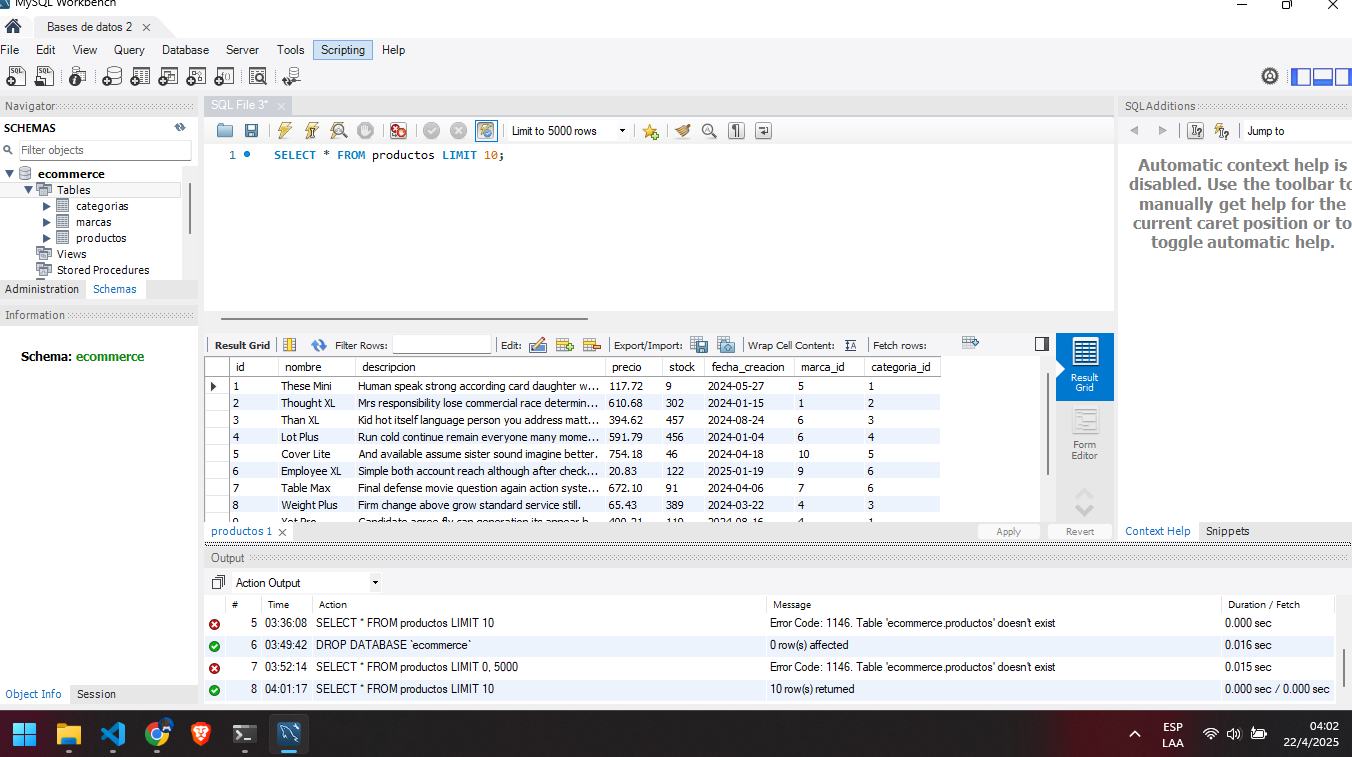 MySQL Workbench
Bases de datos 2
File Edit View Query Database Server Tools Scripting Help
Navigator
SCHEMAS
Filter objects
ecommerce
Tables
categorias
marcas
productos
Views
Stored Procedures
Administration Schemas
Information
Schema: ecommerce
Object Info Session
SQL File 3*
Limit to 5000 rows
1 SELECT * FROM productos LIMIT 10;
Result Grid Filter Rows: Edit: Export/Import: Wrap Cell Content: Fetch rows:
id nombre descripcion precio stock fecha_creacion marca_id categoria_id
1 These Mini Human speak strong according card daughter w... 117.72 9 2024-05-27 5 1
2 Thought XL Mrs responsibility lose commercial race determin... 610.68 302 2024-01-15 1 2
3 Than XL Kid hot itself language person you address matt... 394.62 457 2024-08-24 6 3
4 Lot Plus Run cold continue remain everyone many mome... 591.79 456 2024-01-04 6 4
5 Cover Lite And available assume sister sound imagine better. 754.18 46 2024-04-18 10 5
6 Employee XL Simple both account reach although after check... 20.83 122 2025-01-19 9 6
7 Table Max Final defense movie question again action syste... 672.10 91 2024-04-06 7 6
8 Weight Plus Firm change above grow standard service still. 65.43 389 2024-03-22 4 3
Result Grid
Form Editor
productos 1
Apply Revert
SQLAdditions
Jump to
Automatic context help is
disabled. Use the toolbar to
manually get help for the
current caret position or to
toggle automatic help.
Context Help Snippets
Output
Action Output
# Time Action Message Duration / Fetch
5 03:36:08 SELECT * FROM productos LIMIT 10 Error Code: 1146. Table 'ecommerce.productos' doesn't exist 0.000 sec
6 03:49:42 DROP DATABASE `ecommerce` 0 row(s) affected 0.016 sec
7 03:52:14 SELECT * FROM productos LIMIT 0, 5000 Error Code: 1146. Table 'ecommerce.productos' doesn't exist 0.015 sec
8 04:01:17 SELECT * FROM productos LIMIT 10 10 row(s) returned 0.000 sec / 0.000 sec
ESP
LAA
04:02
22/4/2025